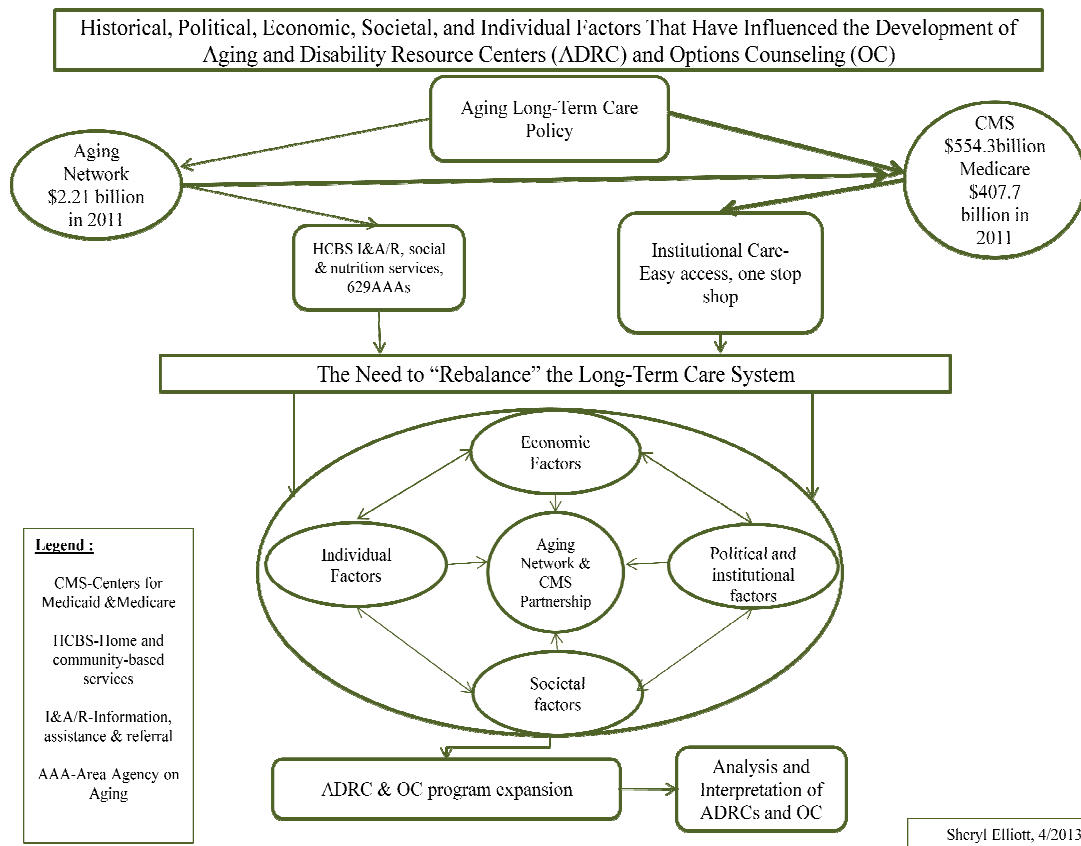 Historical, Political, Economic, Societal, and Individual Factors That Have Influenced the Development of
Aging and Disability Resource Centers (ADRC) and Options Counseling (OC)
Aging Long-Term Care
Policy
Aging
Network
$2.21 billion
in 2011
CMS
$554.3billion
Medicare
$407.7
billion in
2011
HCBS I&A/R, social
& nutrition services,
629AAAs
Institutional Care-
Easy access, one stop
shop
The Need to “Rebalance” the Long-Term Care System
Economic
Factors
Individual
Factors
Aging
Network &
CMS
Partnership
Political and
institutional
factors
Societal
factors
Legend :
CMS-Centers for
Medicaid &Medicare
HCBS-Home and
community-based
services
I&A/R-Information,
assistance & referral
AAA-Area Agency on
Aging
ADRC & OC program expansion
Analysis and
Interpretation of
ADRCs and OC
Sheryl Elliott, 4/2013